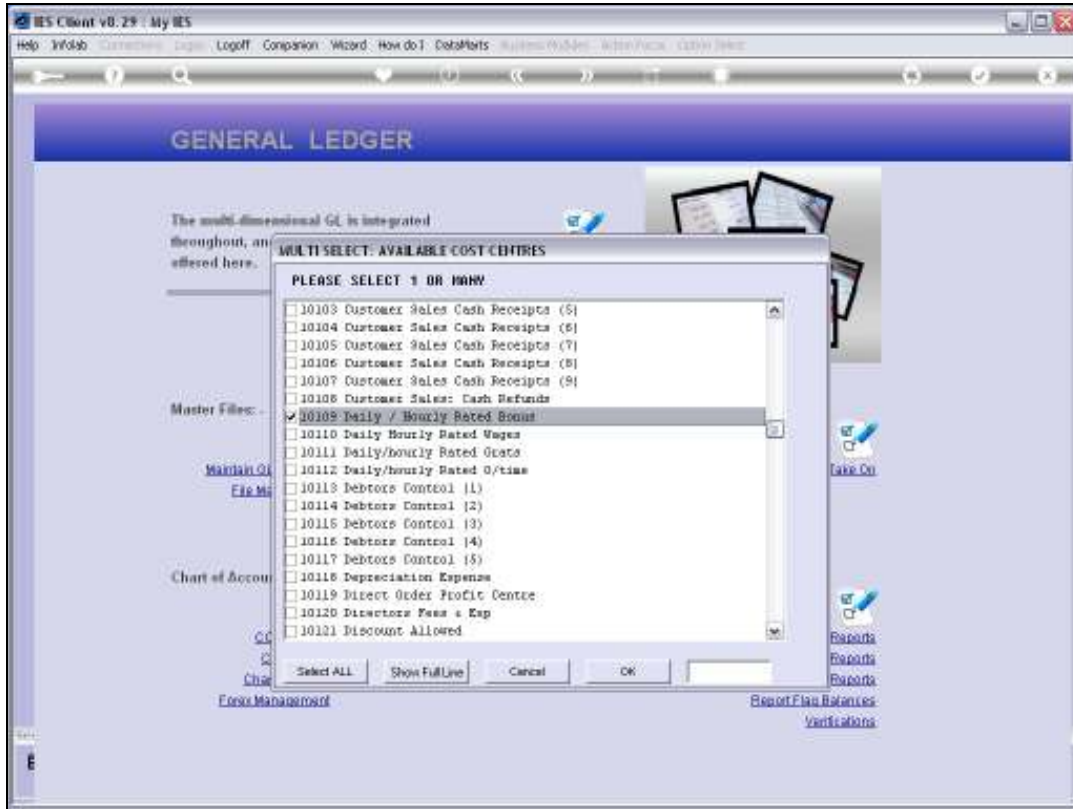 IES Client v8.29 : My IES
Help Infolab Logoff Companion Wizard How do I DataMarts
GENERAL LEDGER
The multi-dimensional GL is integrated
throughout, an
offered here.
MULTI SELECT: AVAILABLE COST CENTRES
PLEASE SELECT 1 OR MANY
10103 Customer Sales Cash Receipts (5)
10104 Customer Sales Cash Receipts (6)
10105 Customer Sales Cash Receipts (7)
10106 Customer Sales Cash Receipts (8)
10107 Customer Sales Cash Receipts (9)
10108 Customer Sales: Cash Refunds
10109 Daily / Hourly Rated Bonus
10110 Daily Hourly Rated Wages
10111 Daily/hourly Rated Grats
10112 Daily/hourly Rated O/time
10113 Debtors Control (1)
10114 Debtors Control (2)
10115 Debtors Control (3)
10116 Debtors Control (4)
10117 Debtors Control (5)
10118 Depreciation Expense
10119 Direct Order Profit Centre
10120 Directors Fees & Exp
10121 Discount Allowed
Select ALL Show Full Line Cancel OK
Master Files: .
Maintain Gl
File Ma
Take On
Chart of Accou
CC
C
Cha
Forex Management
Reports
Reports
Reports
Report Flag Balances
Verifications